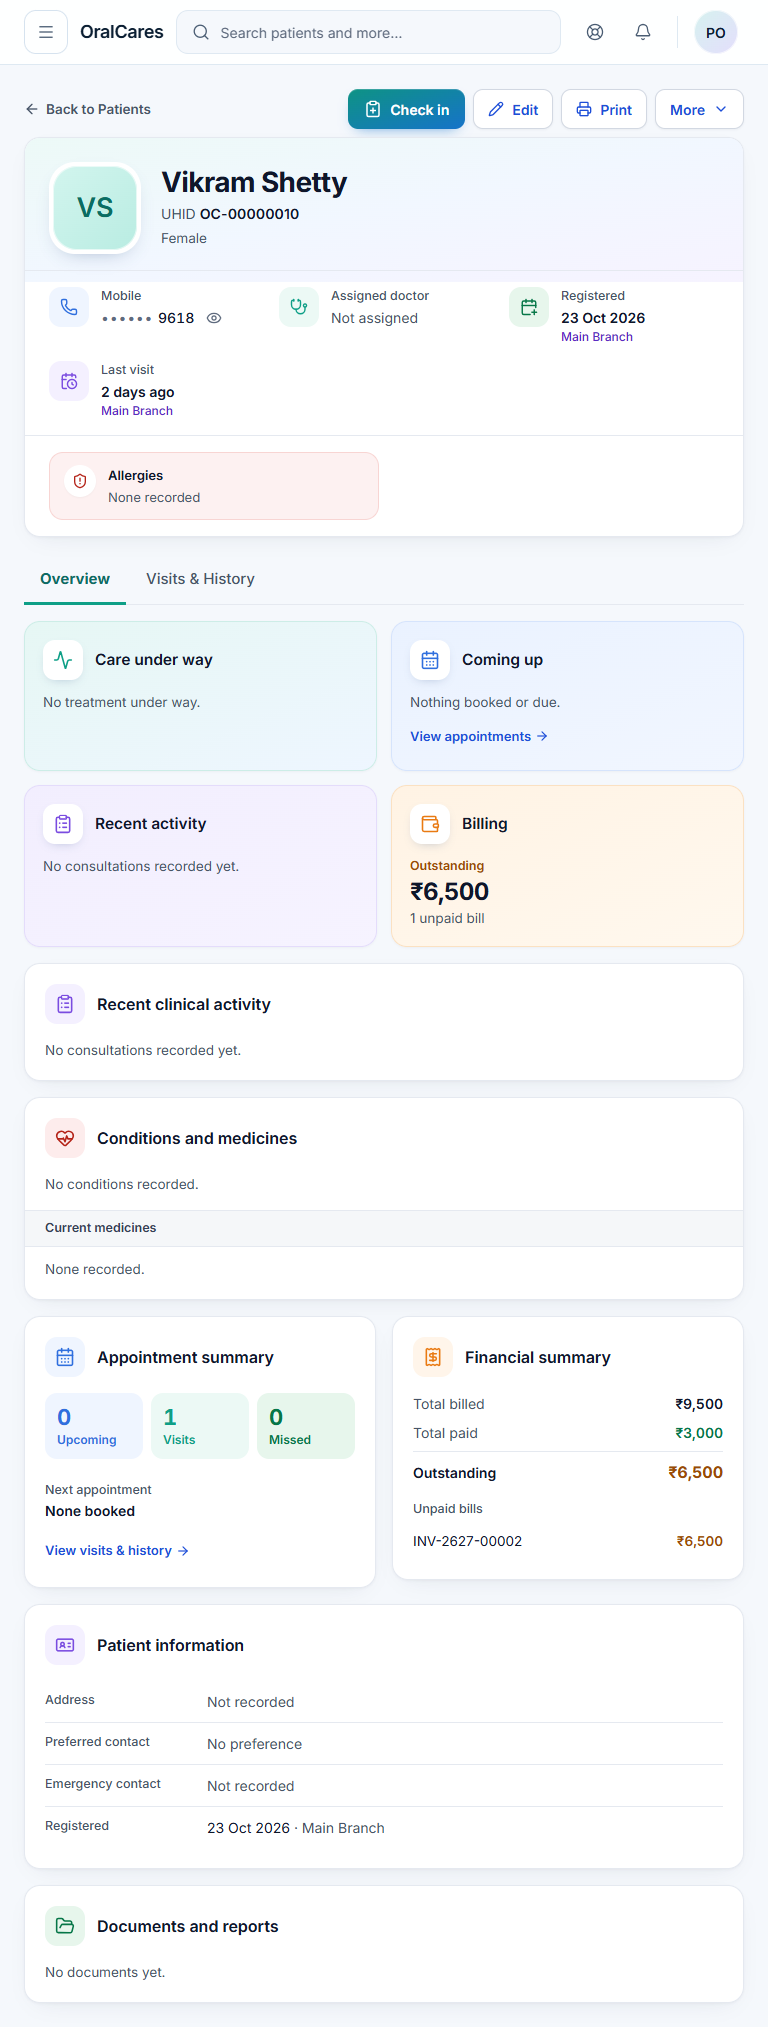 OralCares
Search patients and more...
PO
Back to Patients
Check in
Edit
Print
More
VS
Vikram Shetty
UHID OC-00000010
Female
Mobile
•••••• 9618
Assigned doctor
Not assigned
Registered
23 Oct 2026
Main Branch
Last visit
2 days ago
Main Branch
Allergies
None recorded
Overview
Visits & History
Care under way
No treatment under way.
Coming up
Nothing booked or due.
View appointments →
Recent activity
No consultations recorded yet.
Billing
Outstanding
₹6,500
1 unpaid bill
Recent clinical activity
No consultations recorded yet.
Conditions and medicines
No conditions recorded.
Current medicines
None recorded.
Appointment summary
0
Upcoming
1
Visits
0
Missed
Next appointment
None booked
View visits & history →
Financial summary
Total billed ₹9,500
Total paid ₹3,000
Outstanding ₹6,500
Unpaid bills
INV-2627-00002 ₹6,500
Patient information
Address Not recorded
Preferred contact No preference
Emergency contact Not recorded
Registered 23 Oct 2026 · Main Branch
Documents and reports
No documents yet.